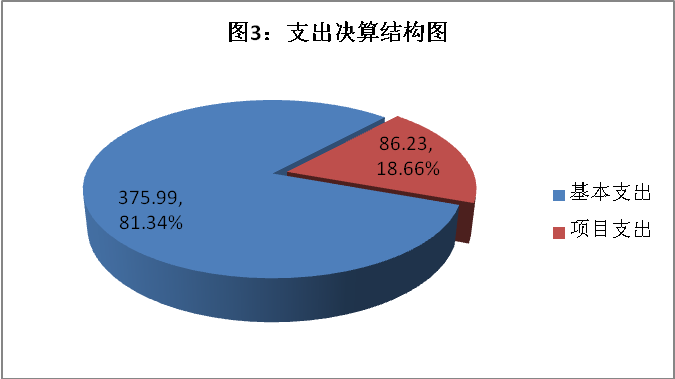 图3：支出决算结构图
86.23,
18.66%
375.99,
81.34%
基本支出
项目支出